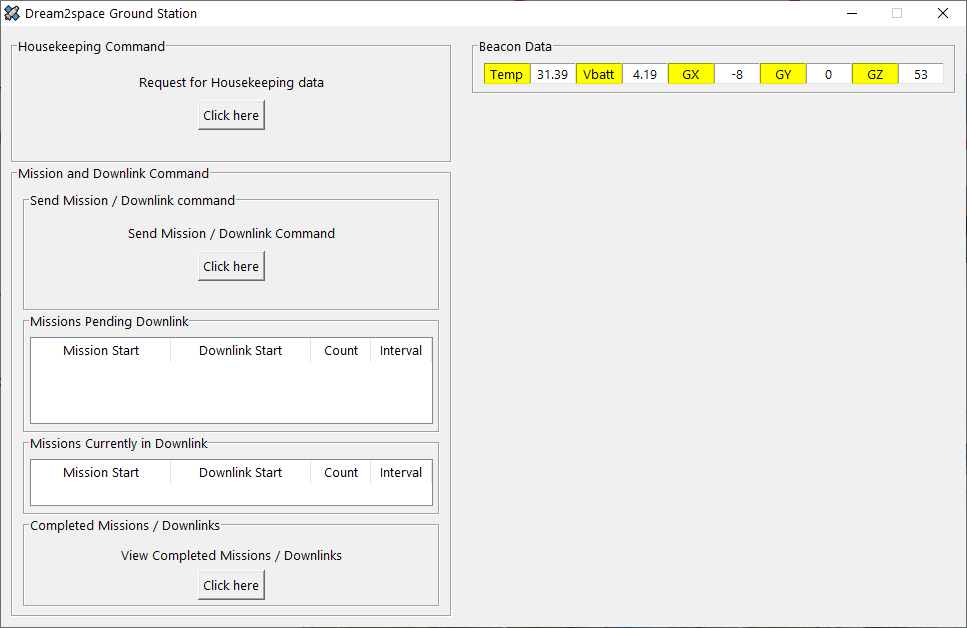 Dream2space Ground Station
Housekeeping Command
Request for Housekeeping data
Click here
Mission and Downlink Command
Send Mission / Downlink command
Send Mission / Downlink Command
Click here
Missions Pending Downlink
Mission Start Downlink Start Count Interval
Missions Currently in Downlink
Mission Start Downlink Start Count Interval
Completed Missions / Downlinks
View Completed Missions / Downlinks
Click here
Beacon Data
Temp 31.39 Vbatt 4.19 GX -8 GY 0 GZ 53